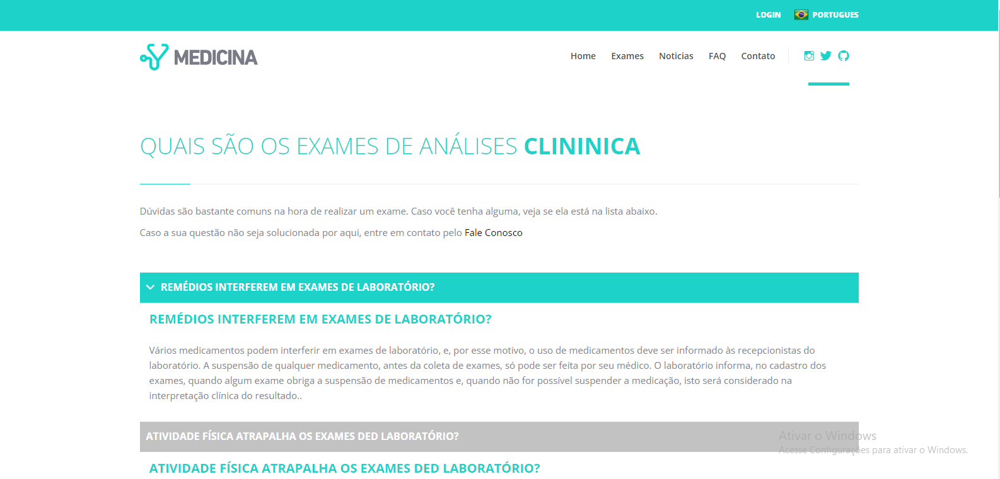 LOGIN PORTUGUES
MEDICINA
Home Exames Noticias FAQ Contato
QUAIS SÃO OS EXAMES DE ANÁLISES CLININICA
Dúvidas são bastante comuns na hora de realizar um exame. Caso você tenha alguma, veja se ela está na lista abaixo.
Caso a sua questão não seja solucionada por aqui, entre em contato pelo Fale Conosco
REMÉDIOS INTERFEREM EM EXAMES DE LABORATÓRIO?
REMÉDIOS INTERFEREM EM EXAMES DE LABORATÓRIO?
Vários medicamentos podem interferir em exames de laboratório, e, por esse motivo, o uso de medicamentos deve ser informado às recepcionistas do
laboratório. A suspensão de qualquer medicamento, antes da coleta de exames, só pode ser feita por seu médico. O laboratório informa, no cadastro dos
exames, quando algum exame obriga a suspensão de medicamentos e, quando não for possível suspender a medicação, isto será considerado na
interpretação clínica do resultado..
ATIVIDADE FÍSICA ATRAPALHA OS EXAMES DED LABORATÓRIO?
Ativar o Windows
Acesse Configurações para ativar o Windows.
ATIVIDADE FÍSICA ATRAPALHA OS EXAMES DED LABORATÓRIO?